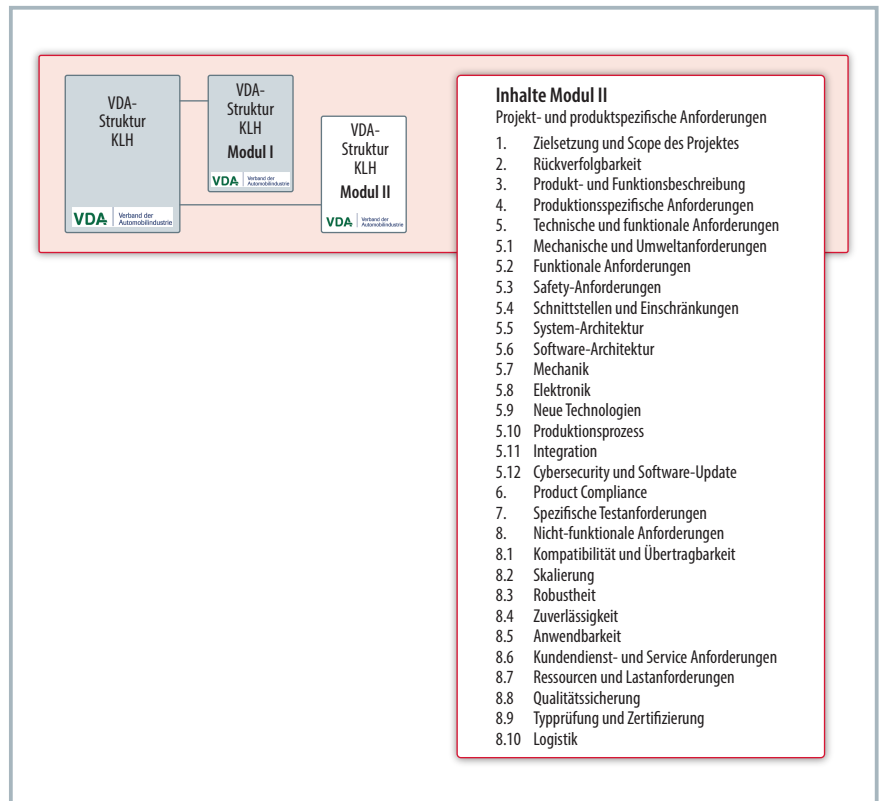 VDA-
Struktur
KLH
VDA Verband der
Automobilindustrie
VDA-
Struktur
KLH
Modul I
VDA Verband der
Automobilindustrie
VDA-
Struktur
KLH
Modul II
VDA Verband der
Automobilindustrie
Inhalte Modul II
Projekt- und produktspezifische Anforderungen
1. Zielsetzung und Scope des Projektes
2. Rückverfolgbarkeit
3. Produkt- und Funktionsbeschreibung
4. Produktionsspezifische Anforderungen
5. Technische und funktionale Anforderungen
5.1 Mechanische und Umweltanforderungen
5.2 Funktionale Anforderungen
5.3 Safety-Anforderungen
5.4 Schnittstellen und Einschränkungen
5.5 System-Architektur
5.6 Software-Architektur
5.7 Mechanik
5.8 Elektronik
5.9 Neue Technologien
5.10 Produktionsprozess
5.11 Integration
5.12 Cybersecurity und Software-Update
6. Product Compliance
7. Spezifische Testanforderungen
8. Nicht-funktionale Anforderungen
8.1 Kompatibilität und Übertragbarkeit
8.2 Skalierung
8.3 Robustheit
8.4 Zuverlässigkeit
8.5 Anwendbarkeit
8.6 Kundendienst- und Service Anforderungen
8.7 Ressourcen und Lastanforderungen
8.8 Qualitätssicherung
8.9 Typprüfung und Zertifizierung
8.10 Logistik